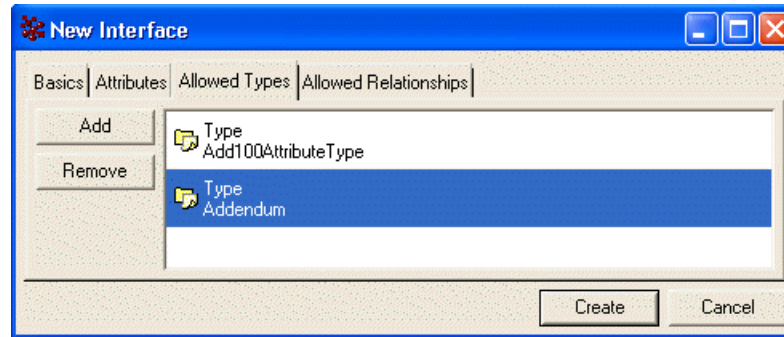 New Interface
Basics Attributes Allowed Types Allowed Relationships
Add
Type
Add100AttributeType
Remove
Type
Addendum
Create Cancel